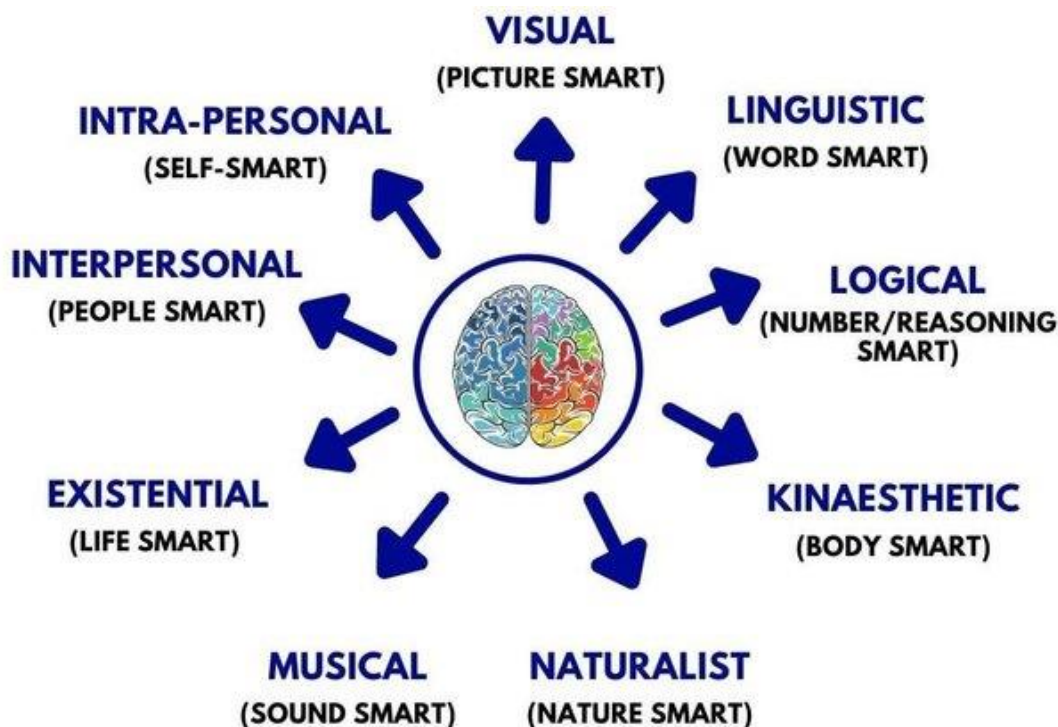 VISUAL
(PICTURE SMART)
LINGUISTIC
(WORD SMART)
LOGICAL
(NUMBER/REASONING
SMART)
KINAESTHETIC
(BODY SMART)
NATURALIST
(NATURE SMART)
MUSICAL
(SOUND SMART)
EXISTENTIAL
(LIFE SMART)
INTERPERSONAL
(PEOPLE SMART)
INTRA-PERSONAL
(SELF-SMART)